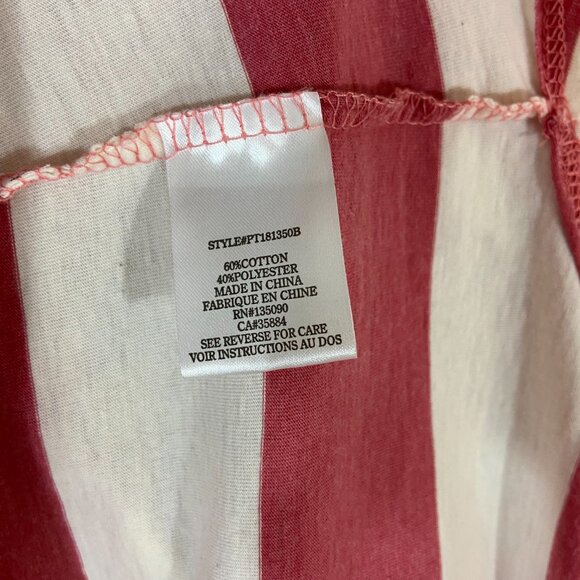 STYLE#PT181350B
60%COTTON
40%POLYESTER
MADE IN CHINA
FABRIQUE EN CHINE
RN#135090
CA#35884
SEE REVERSE FOR CARE
VOIR INSTRUCTIONS AU DOS